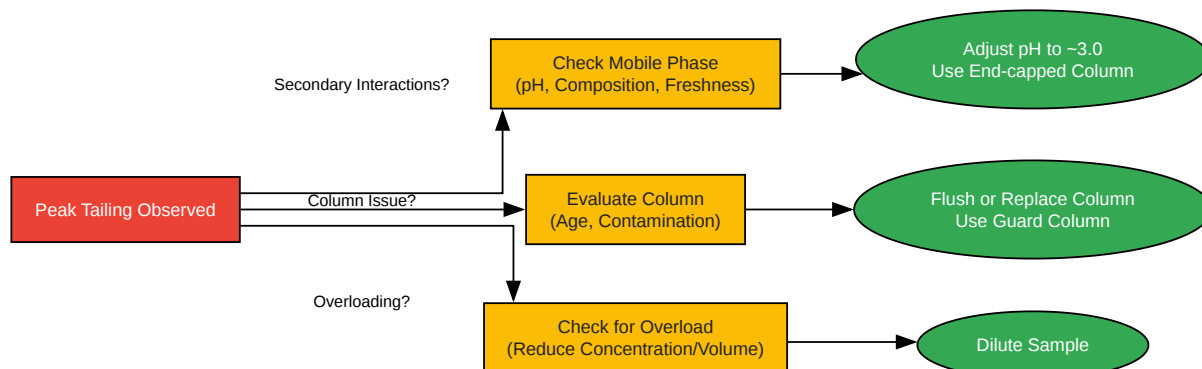 Secondary Interactions?
Check Mobile Phase
(pH, Composition, Freshness)
Adjust pH to ~3.0
Use End-capped Column
Peak Tailing Observed
Column Issue?
Evaluate Column
(Age, Contamination)
Flush or Replace Column
Use Guard Column
Overloading?
Check for Overload
(Reduce Concentration/Volume)
Dilute Sample